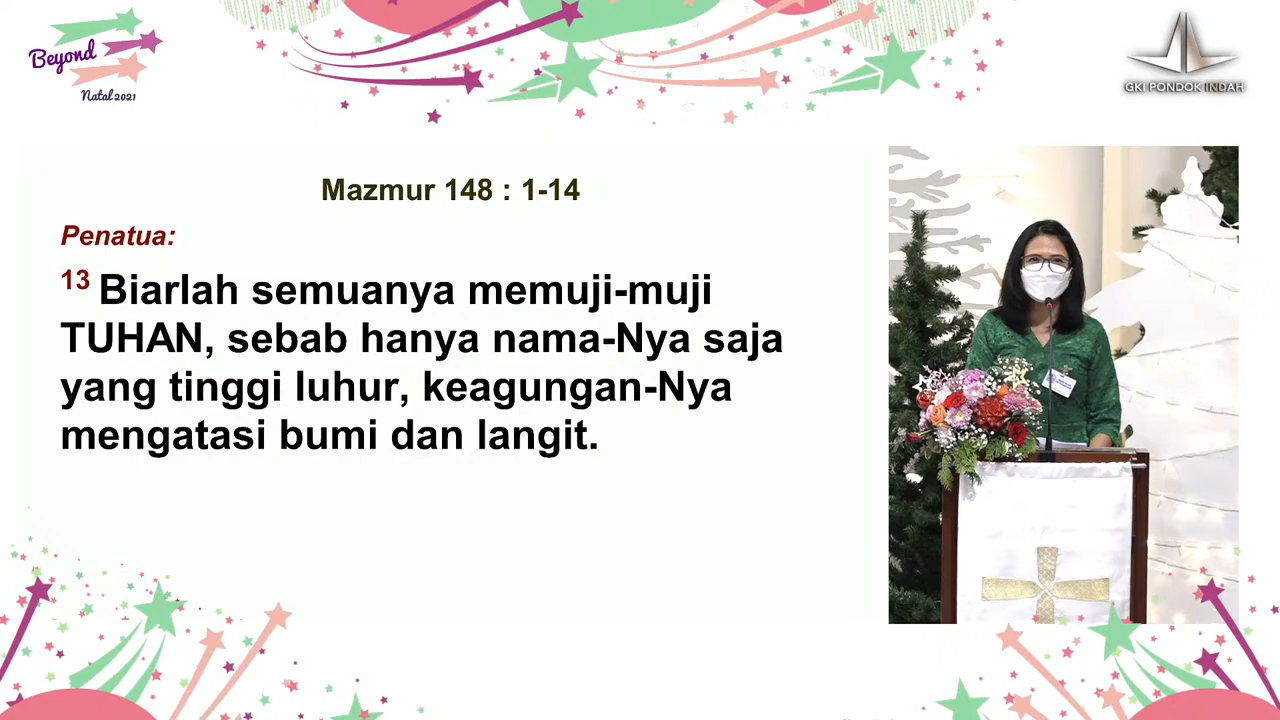 Beyond
Natal 2021
GKI PONDOK INDAH
Mazmur 148 : 1-14
Penatua:
13 Biarlah semuanya memuji-muji
TUHAN, sebab hanya nama-Nya saja
yang tinggi luhur, keagungan-Nya
mengatasi bumi dan langit.